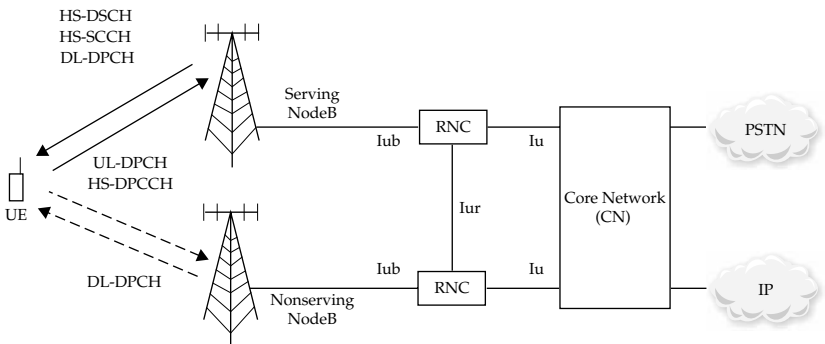 HS-DSCH
HS-SCCH
DL-DPCH
Serving
NodeB
UL-DPCH
HS-DPCCH
UE
DL-DPCH
Nonserving
NodeB
Iub
RNC
Iu
Iur
Iub
RNC
Iu
Core Network
(CN)
PSTN
IP